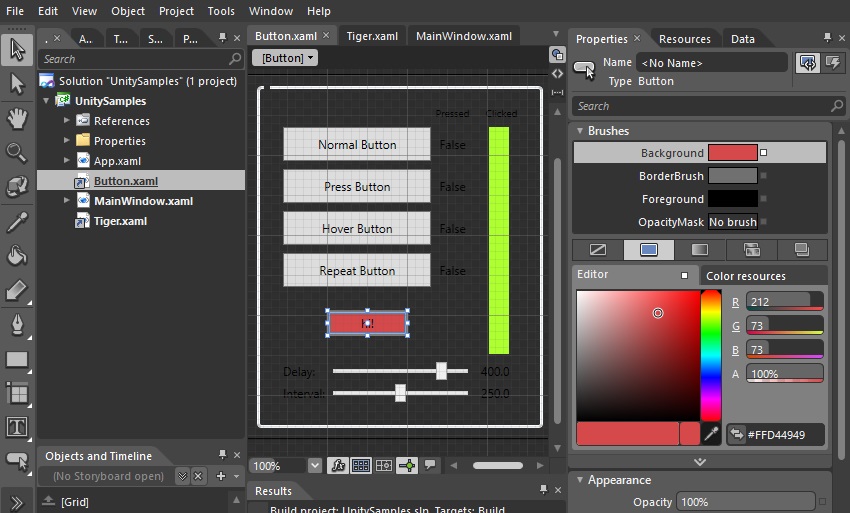 File Edit View Object Project Tools Window Help
. A... T... S... P...
Search
Solution "UnitySamples" (1 project)
UnitySamples
References
Properties
App.xaml
Button.xaml
MainWindow.xaml
Tiger.xaml
Objects and Timeline
(No Storyboard open)
[Grid]
Button.xaml Tiger.xaml MainWindow.xaml
[Button]
Pressed Clicked
Normal Button False
Press Button False
Hover Button False
Repeat Button False
Delay: 400.0
Interval: 250.0
100%
fx
Results
Build project: UnitySamples.sln, Targets: Build
Properties Resources Data
Name <No Name>
Type Button
Search
Brushes
Background
BorderBrush
Foreground
OpacityMask No brush
Editor Color resources
R 212
G 73
B 73
A 100%
#FFD44949
Appearance
Opacity 100%